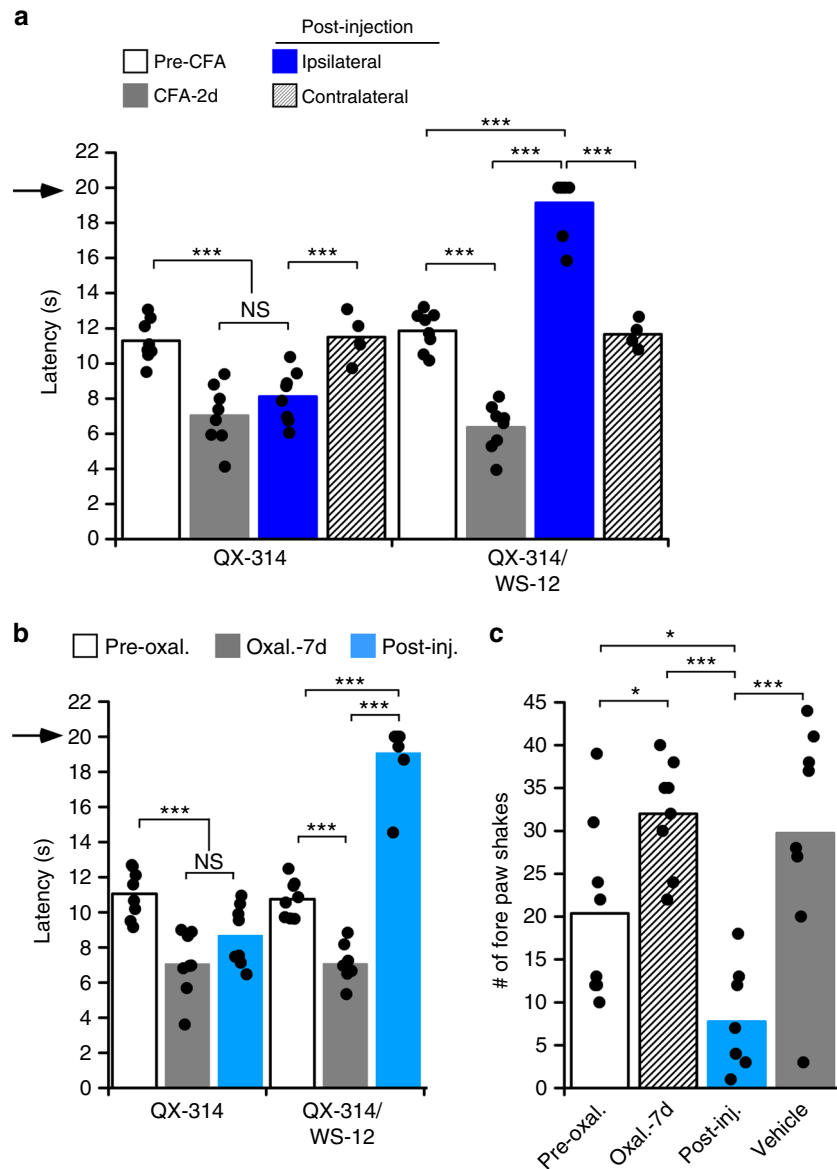 a
Post-injection
Pre-CFA
Ipsilateral
CFA-2d
Contralateral
***
***
***
***
***
***
NS
22
20
18
16
14
12
10
8
6
4
2
0
Latency (s)
QX-314
QX-314/
WS-12
b
Pre-oxal.
Oxal.-7d
Post-inj.
***
***
***
***
NS
22
20
18
16
14
12
10
8
6
4
2
0
Latency (s)
QX-314
QX-314/
WS-12
c
*
***
*
***
45
40
35
30
25
20
15
10
5
0
# of fore paw shakes
Pre-oxal.
Oxal.-7d
Post-inj.
Vehicle